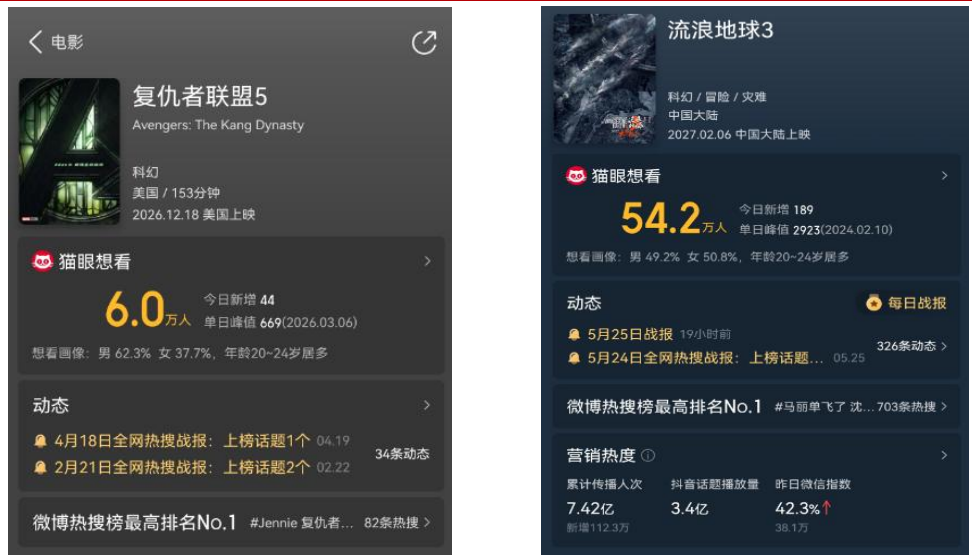 电影
复仇者联盟5
Avengers: The Kang Dynasty
科幻
美国 / 153分钟
2026.12.18 美国上映
猫眼想看
6.0万人
今日新增 44
单日峰值 669(2026.03.06)
想看画像: 男 62.3% 女 37.7%, 年龄20~24岁居多
动态
4月18日全网热搜战报: 上榜话题1个 04.19
2月21日全网热搜战报: 上榜话题2个 02.22
34条动态
微博热搜榜最高排名No.1 #Jennie 复仇者... 82条热搜
流浪地球3
科幻 / 冒险 / 灾难
中国大陆
2027.02.06 中国大陆上映
猫眼想看
54.2万人
今日新增 189
单日峰值 2923(2024.02.10)
想看画像: 男 49.2% 女 50.8%, 年龄20~24岁居多
动态
每日战报
5月25日战报 19小时前
5月24日全网热搜战报: 上榜话题... 05.25
326条动态
微博热搜榜最高排名No.1 #马丽单飞了 沈... 703条热搜
营销热度
累计传播人次 抖音话题播放量 昨日微信指数
7.42亿 3.4亿 42.3%↑
新增112.3万 38.1万